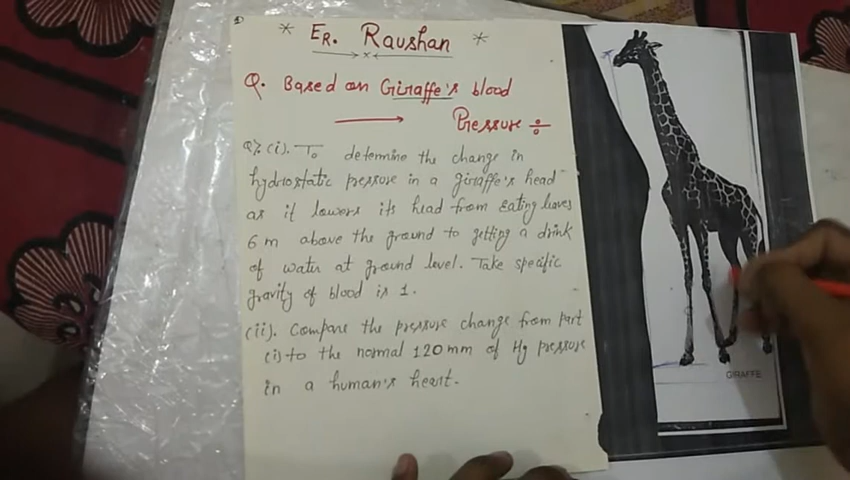 * ER. Raushan *
Q. Based on Giraffe's blood
Pressure ÷
Q1/. (i). To determine the change in
hydrostatic pressure in a giraffe's head
as it lowers its head from eating leaves
6 m above the ground to getting a drink
of water at ground level. Take specific
gravity of blood is 1.
(ii). Compare the pressure change from part
(i) to the normal 120 mm of Hg pressure
in a human's heart.
GIRAFFE